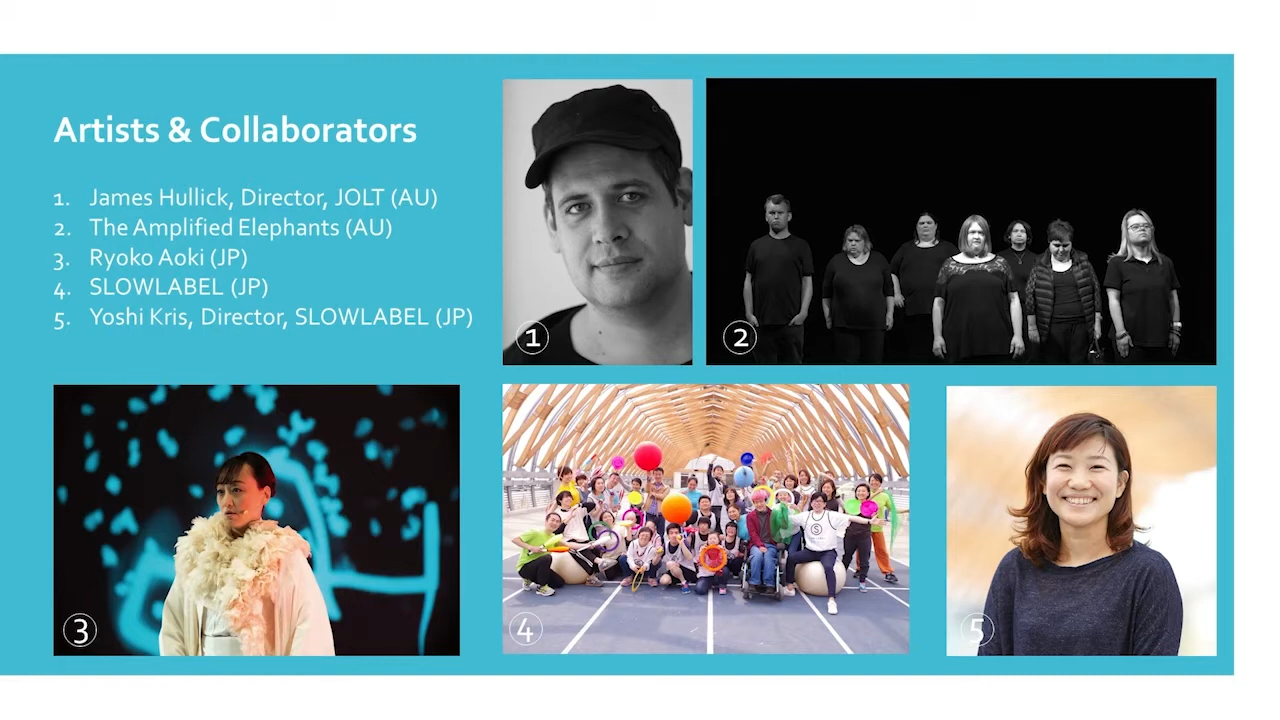 Artists & Collaborators
1. James Hullick, Director, JOLT (AU)
2. The Amplified Elephants (AU)
3. Ryoko Aoki (JP)
4. SLOWLABEL (JP)
5. Yoshi Kris, Director, SLOWLABEL (JP)
①
②
③
④
⑤